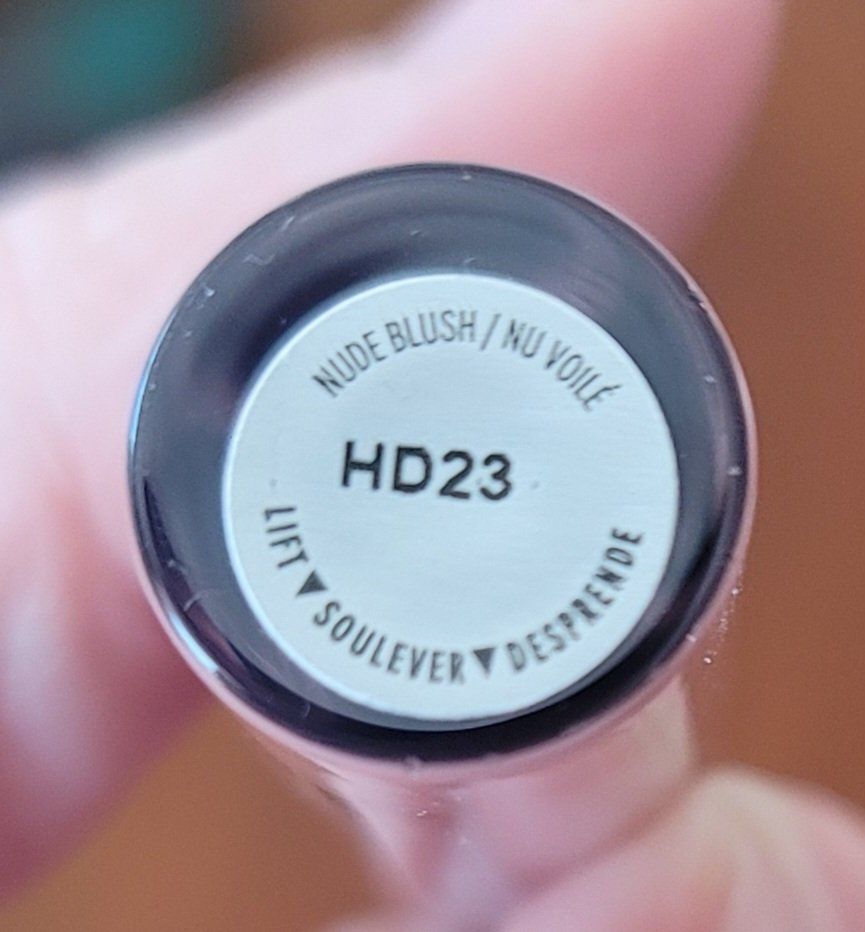 NUDE BLUSH / NU VOILÉ
HD23
LIFT ▼ SOULEVER ▼ DESPRENDE